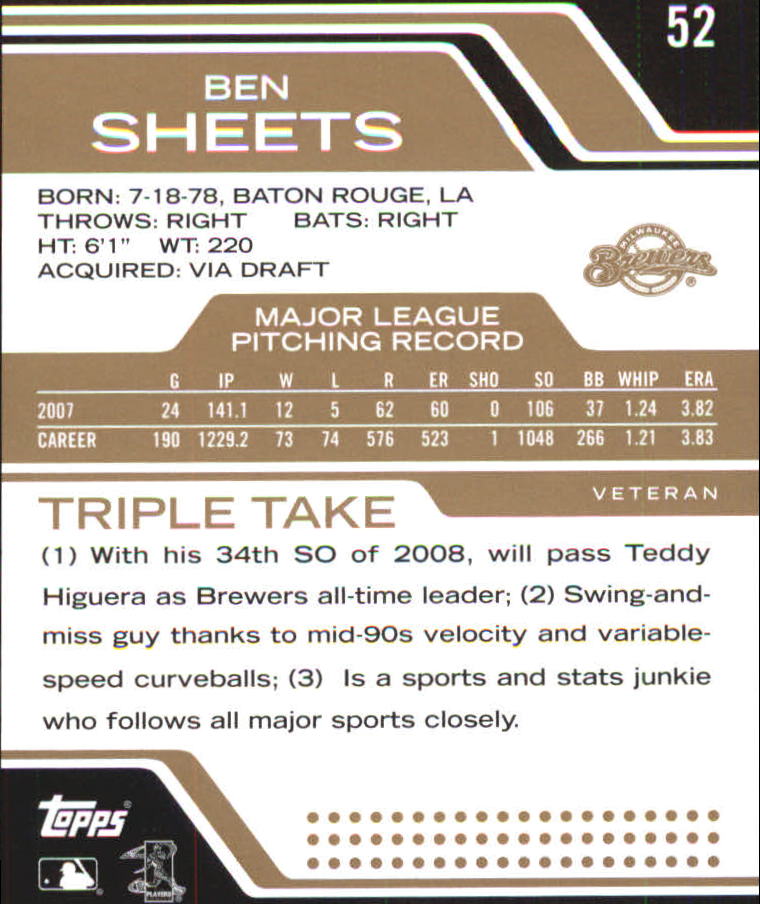 52
BEN
SHEETS
BORN: 7-18-78, BATON ROUGE, LA
THROWS: RIGHT BATS: RIGHT
HT: 6'1" WT: 220
ACQUIRED: VIA DRAFT
MILWAUKEE
Brewers
®
MAJOR LEAGUE
PITCHING RECORD
G IP W L R ER SHO SO BB WHIP ERA
2007 24 141.1 12 5 62 60 0 106 37 1.24 3.82
CAREER 190 1229.2 73 74 576 523 1 1048 266 1.21 3.83
VETERAN
TRIPLE TAKE
(1) With his 34th SO of 2008, will pass Teddy
Higuera as Brewers all-time leader; (2) Swing-and-
miss guy thanks to mid-90s velocity and variable-
speed curveballs; (3) Is a sports and stats junkie
who follows all major sports closely.
Topps®
PLAYERS